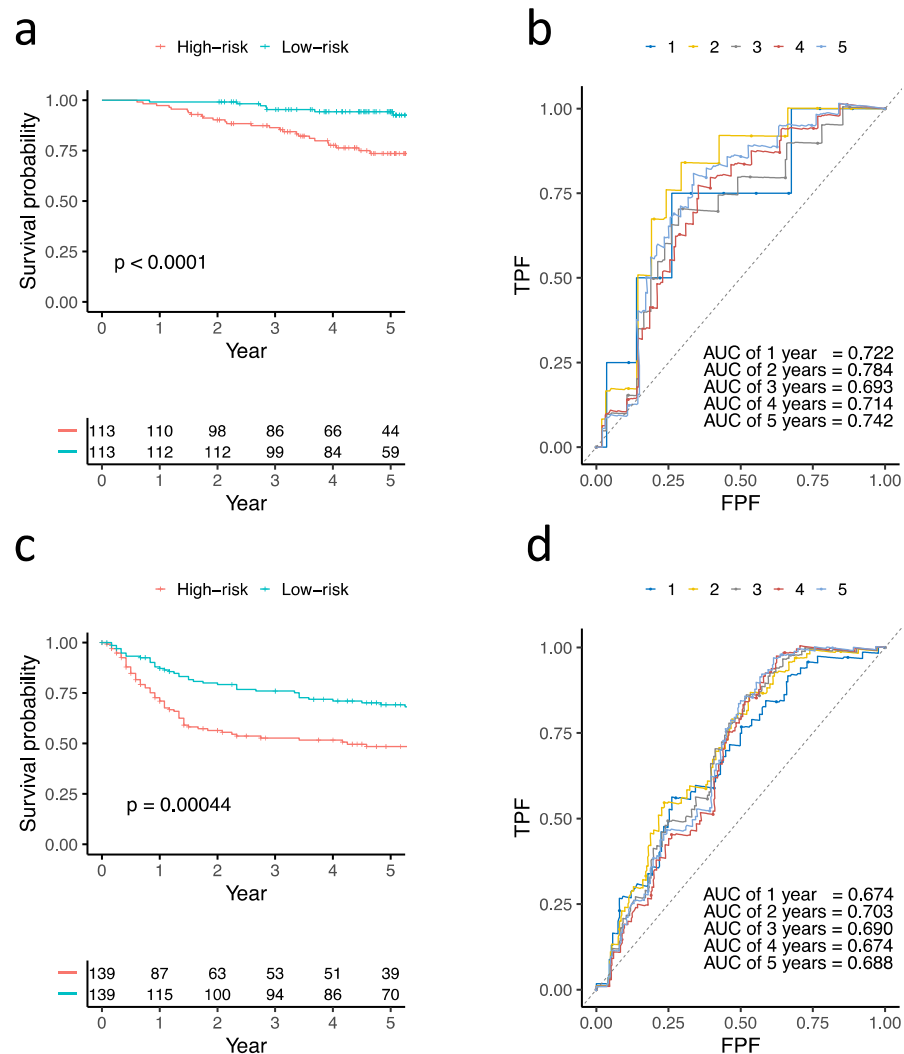 a
High−risk Low−risk
Survival probability
1.00
0.75
0.50
0.25
0.00
p < 0.0001
0 1 2 3 4 5
Year
113 110 98 86 66 44
113 112 112 99 84 59
0 1 2 3 4 5
Year
b
1 2 3 4 5
TPF
1.00
0.75
0.50
0.25
0.00
AUC of 1 year = 0.722
AUC of 2 years = 0.784
AUC of 3 years = 0.693
AUC of 4 years = 0.714
AUC of 5 years = 0.742
0.00 0.25 0.50 0.75 1.00
FPF
c
High−risk Low−risk
Survival probability
1.00
0.75
0.50
0.25
0.00
p = 0.00044
0 1 2 3 4 5
Year
139 87 63 53 51 39
139 115 100 94 86 70
0 1 2 3 4 5
Year
d
1 2 3 4 5
TPF
1.00
0.75
0.50
0.25
0.00
AUC of 1 year = 0.674
AUC of 2 years = 0.703
AUC of 3 years = 0.690
AUC of 4 years = 0.674
AUC of 5 years = 0.688
0.00 0.25 0.50 0.75 1.00
FPF